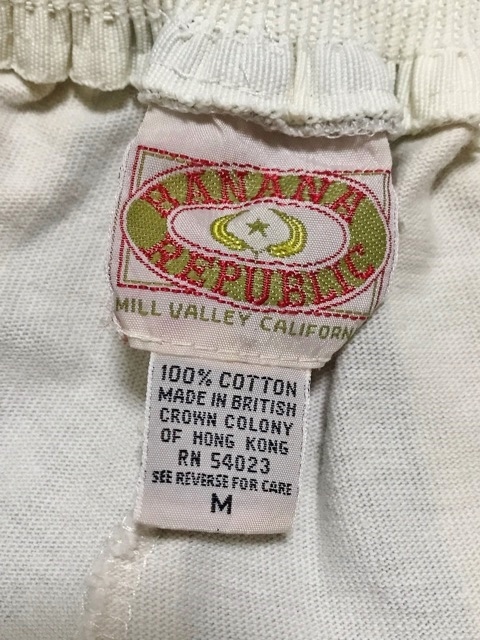 BANANA
REPUBLIC
MILL VALLEY CALIFORN
100% COTTON
MADE IN BRITISH
CROWN COLONY
OF HONG KONG
RN 54023
SEE REVERSE FOR CARE
M